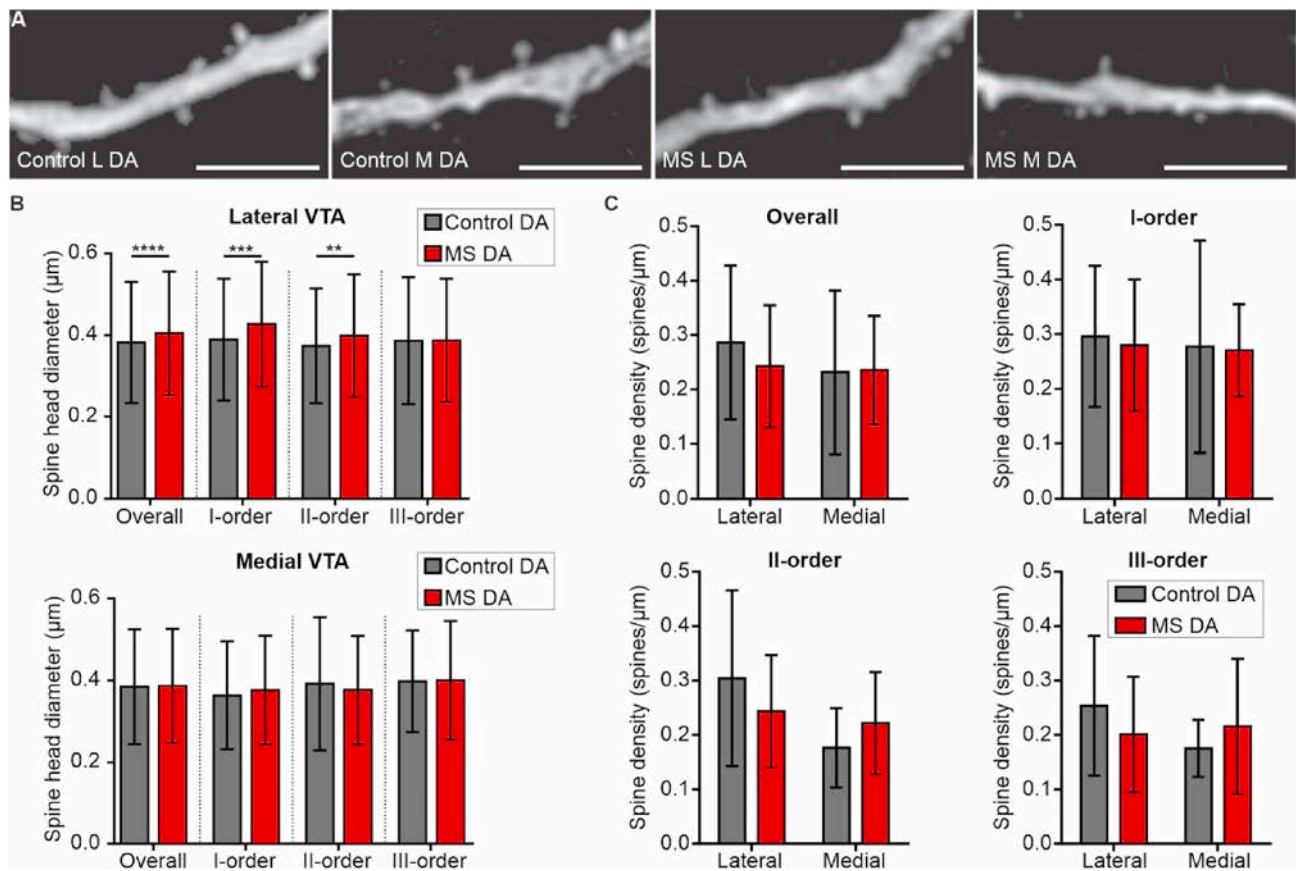 A
Control L DA
Control M DA
MS L DA
MS M DA
B
Lateral VTA
Control DA
MS DA
Spine head diameter (µm)
0.6
0.4
0.2
0.0
****
***
**
Overall
I-order
II-order
III-order
Medial VTA
Control DA
MS DA
Spine head diameter (µm)
0.6
0.4
0.2
0.0
Overall
I-order
II-order
III-order
C
Overall
Spine density (spines/µm)
0.5
0.4
0.3
0.2
0.1
0.0
Lateral
Medial
I-order
Spine density (spines/µm)
0.5
0.4
0.3
0.2
0.1
0.0
Lateral
Medial
II-order
Spine density (spines/µm)
0.5
0.4
0.3
0.2
0.1
0.0
Lateral
Medial
III-order
Control DA
MS DA
Spine density (spines/µm)
0.5
0.4
0.3
0.2
0.1
0.0
Lateral
Medial